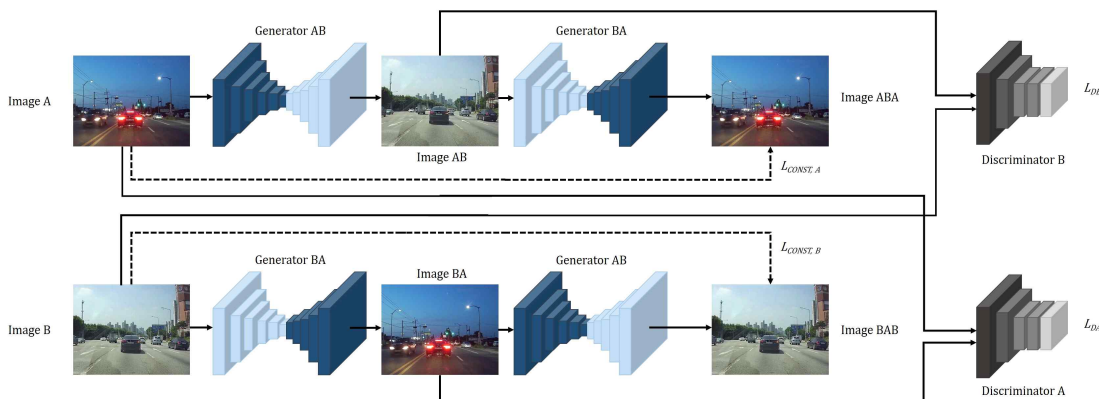 Generator AB
Generator BA
Image A
Image AB
Image ABA
Discriminator B
L_CONST, A
Generator BA
Image BA
Generator AB
L_CONST, B
Image B
Image BAB
Discriminator A